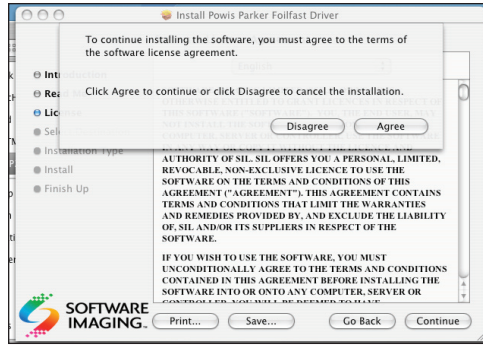 Install Powis Parker Foilfast Driver
To continue installing the software, you must agree to the terms of
the software license agreement.
Click Agree to continue or click Disagree to cancel the installation.
Disagree
Agree
English
Installation Type
Install
Finish Up
AUTHORITY OF SIL. SIL OFFERS YOU A PERSONAL, LIMITED,
REVOCABLE, NON-EXCLUSIVE LICENCE TO USE THE
SOFTWARE ON THE TERMS AND CONDITIONS OF THIS
AGREEMENT ("AGREEMENT"). THIS AGREEMENT CONTAINS
TERMS AND CONDITIONS THAT LIMIT THE WARRANTIES
AND REMEDIES PROVIDED BY, AND EXCLUDE THE LIABILITY
OF, SIL AND/OR ITS SUPPLIERS IN RESPECT OF THE
SOFTWARE.
IF YOU WISH TO USE THE SOFTWARE, YOU MUST
UNCONDITIONALLY AGREE TO THE TERMS AND CONDITIONS
CONTAINED IN THIS AGREEMENT BEFORE INSTALLING THE
SOFTWARE INTO OR ONTO ANY COMPUTER, SERVER OR
SOFTWARE
IMAGING
Print...
Save...
Go Back
Continue